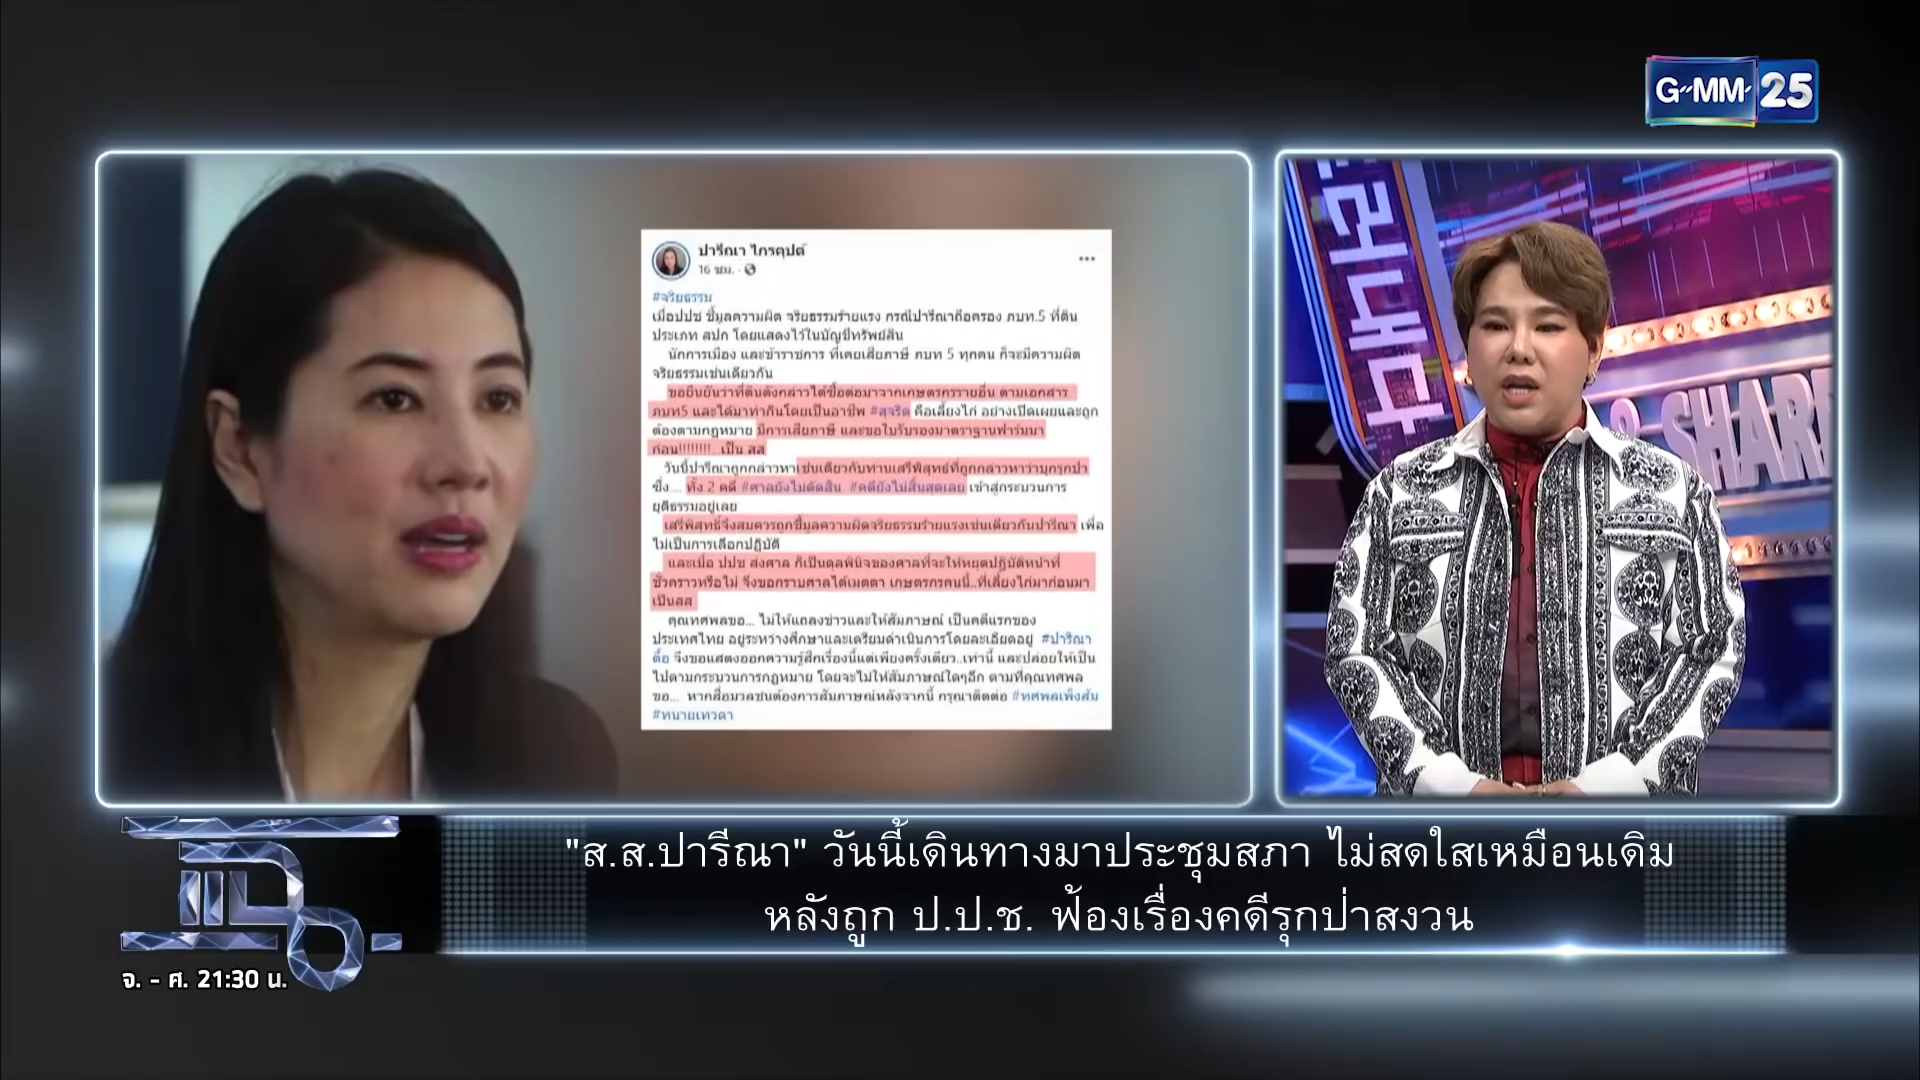 G-MM 25
ปารีณา ไกรคุปต์
16 ชม.
#จริยธรรม
เมื่อปปช ชี้มูลความผิด จริยธรรมร้ายแรง กรณีปารีณาถือครอง ภบท.5 ที่ดิน
ประเภท สปก โดยแสดงไว้ในบัญชีทรัพย์สิน
นักการเมือง และข้าราชการ ที่เคยเสียภาษี ภบท 5 ทุกคน ก็จะมีความผิด
จริยธรรมเช่นเดียวกัน
ขอยืนยันว่าที่ดินดังกล่าวได้ซื้อต่อมาจากเกษตรกรรายอื่น ตามเอกสาร
ภบท5 และได้มาทำกินโดยเป็นอาชีพ #สุจริต คือเลี้ยงไก่ อย่างเปิดเผยและถูก
ต้องตามกฎหมาย มีการเสียภาษี และขอใบรับรองมาตราฐานฟาร์มมา
ก่อน!!!!!!!!!...เป็น สส
วันนี้ปารีณาถูกกล่าวหาเช่นเดียวกับท่านเสรีพิสุทธ์ที่ถูกกล่าวหาว่าบุกรุกป่า
ซึ่ง.... ทั้ง 2 คดี #ศาลยังไม่ตัดสิน #คดียังไม่สิ้นสุดเลย เข้าสู่กระบวนการ
ยุติธรรมอยู่เลย
เสรีพิสุทธิ์จึงสมควรถูกชี้มูลความผิดจริยธรรมร้ายแรงเช่นเดียวกับปารีณา เพื่อ
ไม่เป็นการเลือกปฏิบัติ
และเมื่อ ปปช ส่งศาล ก็เป็นดุลพินิจของศาลที่จะให้หยุดปฏิบัติหน้าที่
ชั่วคราวหรือไม่ จึงขอกราบศาลได้เมตตา เกษตรกรคนนี้..ที่เลี้ยงไก่มาก่อนมา
เป็นสส
คุณทศพลขอ... ไม่ให้แถลงข่าวและให้สัมภาษณ์ เป็นคดีแรกของ
ประเทศไทย อยู่ระหว่างศึกษาและเตรียมดำเนินการโดยละเอียดอยู่ #ปารีณา
ดื้อ จึงขอแสดงออกความรู้สึกเรื่องนี้แต่เพียงครั้งเดียว..เท่านี้ และปล่อยให้เป็น
ไปตามกระบวนการกฎหมาย โดยจะไม่ให้สัมภาษณ์ใดๆอีก ตามที่คุณทศพล
ขอ... หากสื่อมวลชนต้องการสัมภาษณ์หลังจากนี้ กรุณาติดต่อ #ทศพลเพ็งส้ม
#ทนายเทวดา
& SHAR
"ส.ส.ปารีณา" วันนี้เดินทางมาประชุมสภา ไม่สดใสเหมือนเดิม
หลังถูก ป.ป.ช. ฟ้องเรื่องคดีรุกป่าสงวน
แฉ
จ. - ศ. 21:30 น.